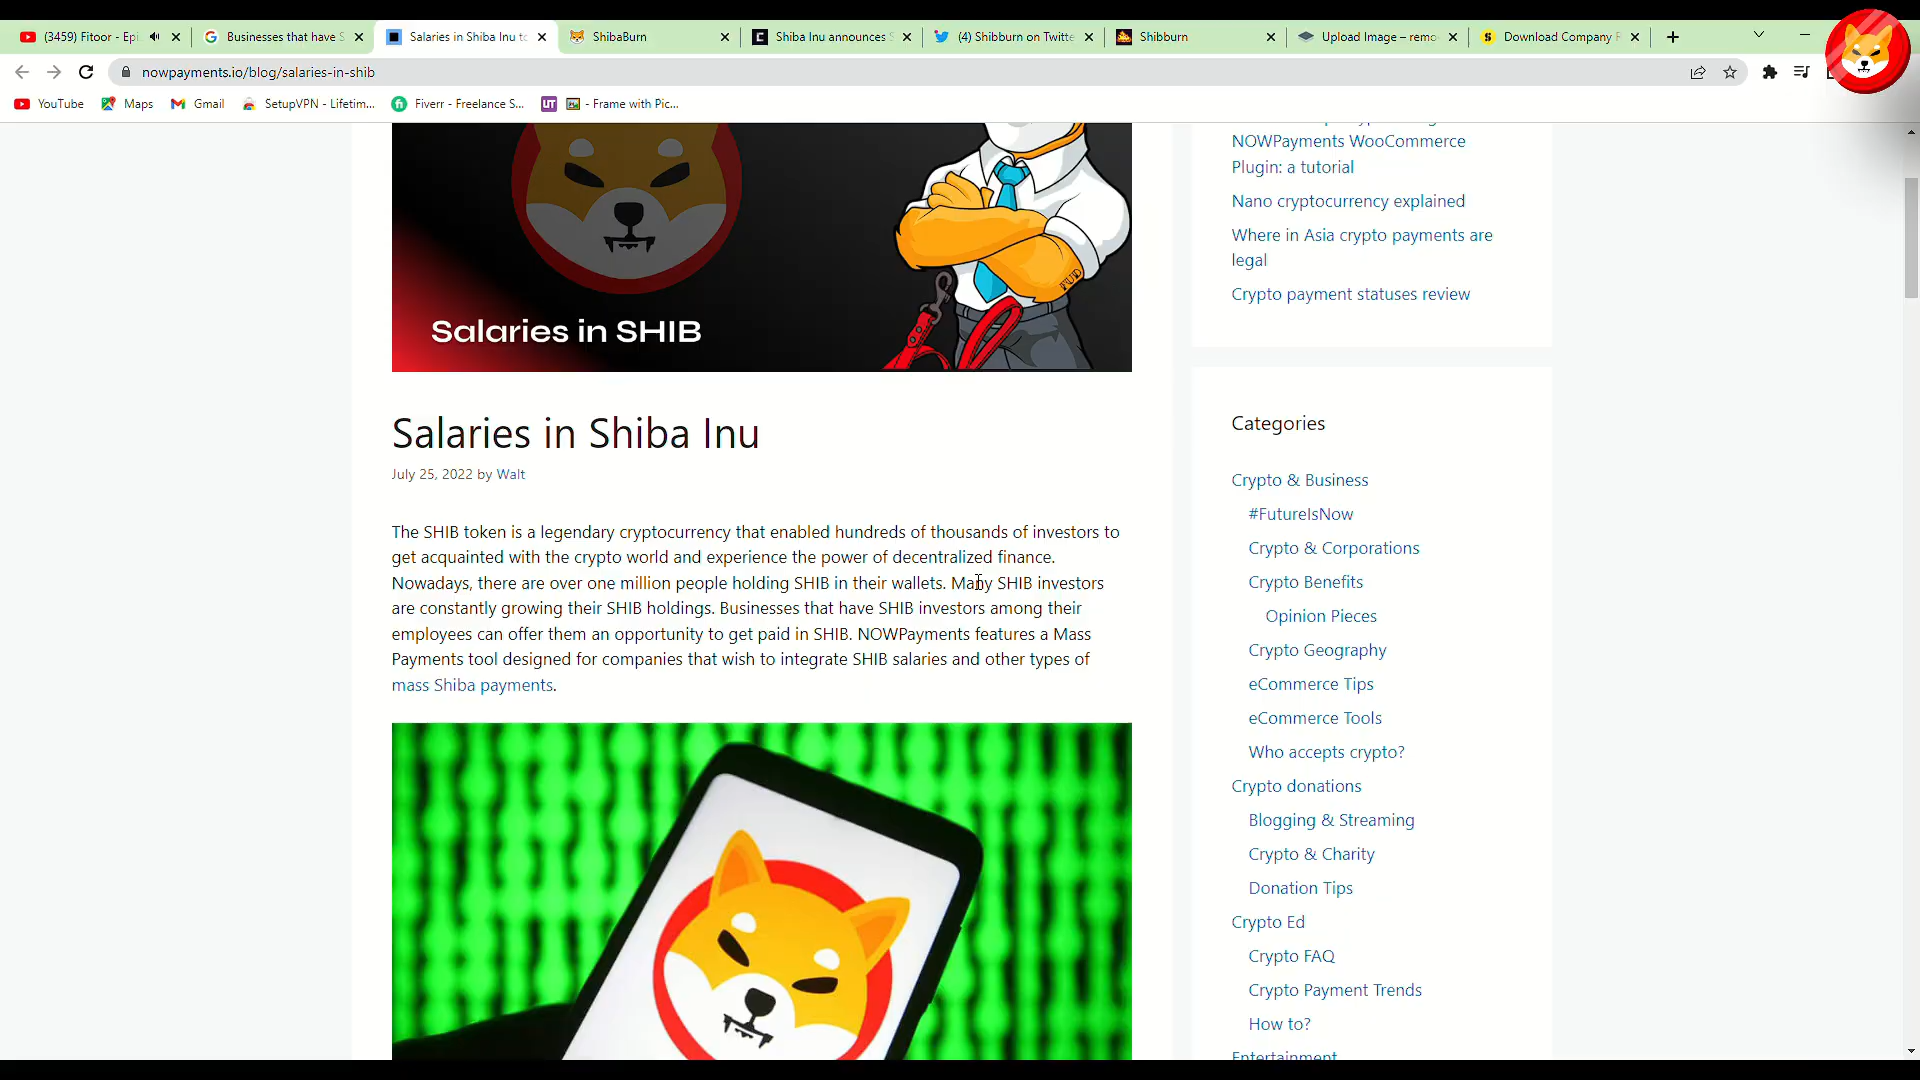 (3459) Fitoor - Epi
Businesses that have S
Salaries in Shiba Inu to
ShibaBurn
Shiba Inu announces S
(4) Shibburn on Twitte
Shibburn
Upload Image – remo
Download Company R
nowpayments.io/blog/salaries-in-shib
YouTube
Maps
Gmail
SetupVPN - Lifetim...
Fiverr - Freelance S...
UT
- Frame with Pic...
FUD
Salaries in SHIB
Salaries in Shiba Inu
July 25, 2022 by Walt
The SHIB token is a legendary cryptocurrency that enabled hundreds of thousands of investors to
get acquainted with the crypto world and experience the power of decentralized finance.
Nowadays, there are over one million people holding SHIB in their wallets. Many SHIB investors
are constantly growing their SHIB holdings. Businesses that have SHIB investors among their
employees can offer them an opportunity to get paid in SHIB. NOWPayments features a Mass
Payments tool designed for companies that wish to integrate SHIB salaries and other types of
mass Shiba payments.
NOWPayments WooCommerce
Plugin: a tutorial
Nano cryptocurrency explained
Where in Asia crypto payments are
legal
Crypto payment statuses review
Categories
Crypto & Business
#FutureIsNow
Crypto & Corporations
Crypto Benefits
Opinion Pieces
Crypto Geography
eCommerce Tips
eCommerce Tools
Who accepts crypto?
Crypto donations
Blogging & Streaming
Crypto & Charity
Donation Tips
Crypto Ed
Crypto FAQ
Crypto Payment Trends
How to?
Entertainment